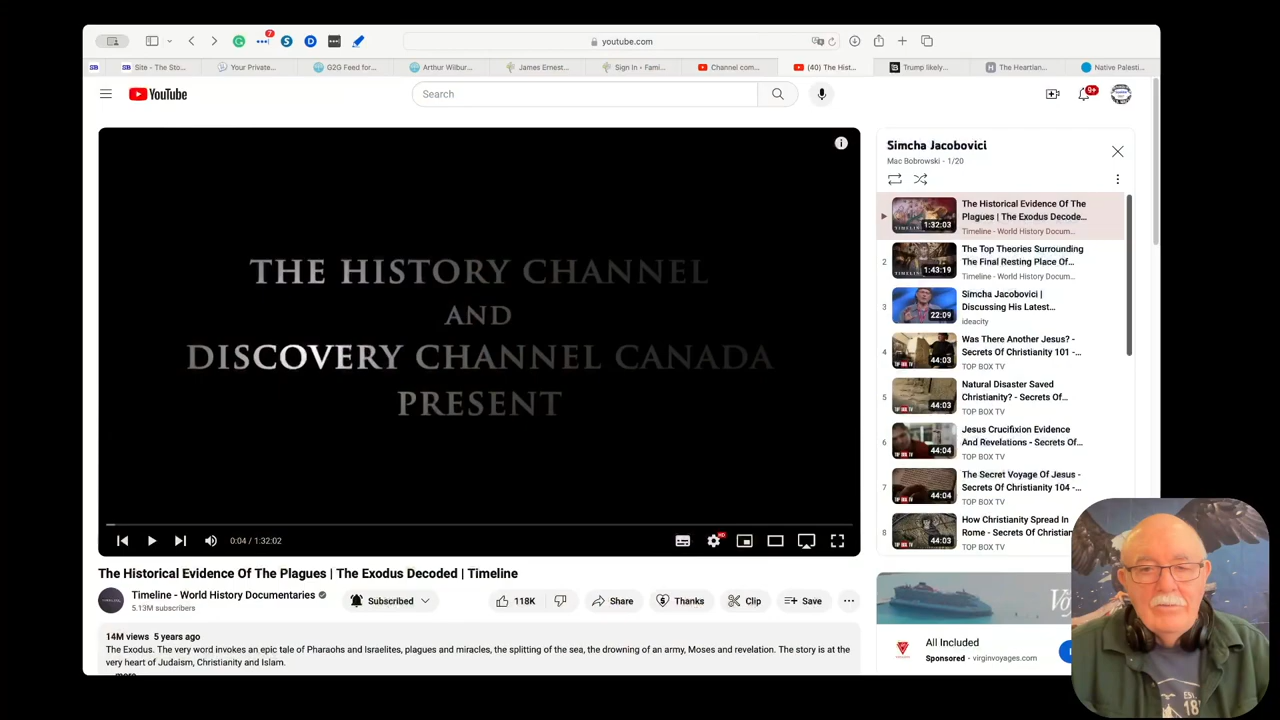 7
youtube.com
SB
SB Site - The Sto...
Your Private...
G2G Feed for...
Arthur Wilbur...
James Ernest...
Sign In ‹ Fami...
Channel com...
(40) The Hist...
Trump likely...
H The Heartlan...
Native Palesti...
YouTube
Search
9+
THE HISTORY CHANNEL
AND
DISCOVERY CHANNEL CANADA
PRESENT
0:04 / 1:32:02
HD
The Historical Evidence Of The Plagues | The Exodus Decoded | Timeline
Timeline - World History Documentaries
5.13M subscribers
Subscribed
118K
Share
Thanks
Clip
Save
14M views 5 years ago
The Exodus. The very word invokes an epic tale of Pharaohs and Israelites, plagues and miracles, the splitting of the sea, the drowning of an army, Moses and revelation. The story is at the
very heart of Judaism, Christianity and Islam.
Simcha Jacobovici
Mac Bobrowski - 1/20
1:32:03
The Historical Evidence Of The
Plagues | The Exodus Decode...
Timeline - World History Docum...
2
1:43:19
The Top Theories Surrounding
The Final Resting Place Of...
Timeline - World History Docum...
3
22:09
Simcha Jacobovici |
Discussing His Latest...
ideacity
4
44:03
Was There Another Jesus? -
Secrets Of Christianity 101 -...
TOP BOX TV
5
44:03
Natural Disaster Saved
Christianity? - Secrets Of...
TOP BOX TV
6
44:04
Jesus Crucifixion Evidence
And Revelations - Secrets Of...
TOP BOX TV
7
44:04
The Secret Voyage Of Jesus -
Secrets Of Christianity 104 -...
TOP BOX TV
8
44:03
How Christianity Spread In
Rome - Secrets Of Christian
TOP BOX TV
All Included
Sponsored · virginvoyages.com
EST.
18